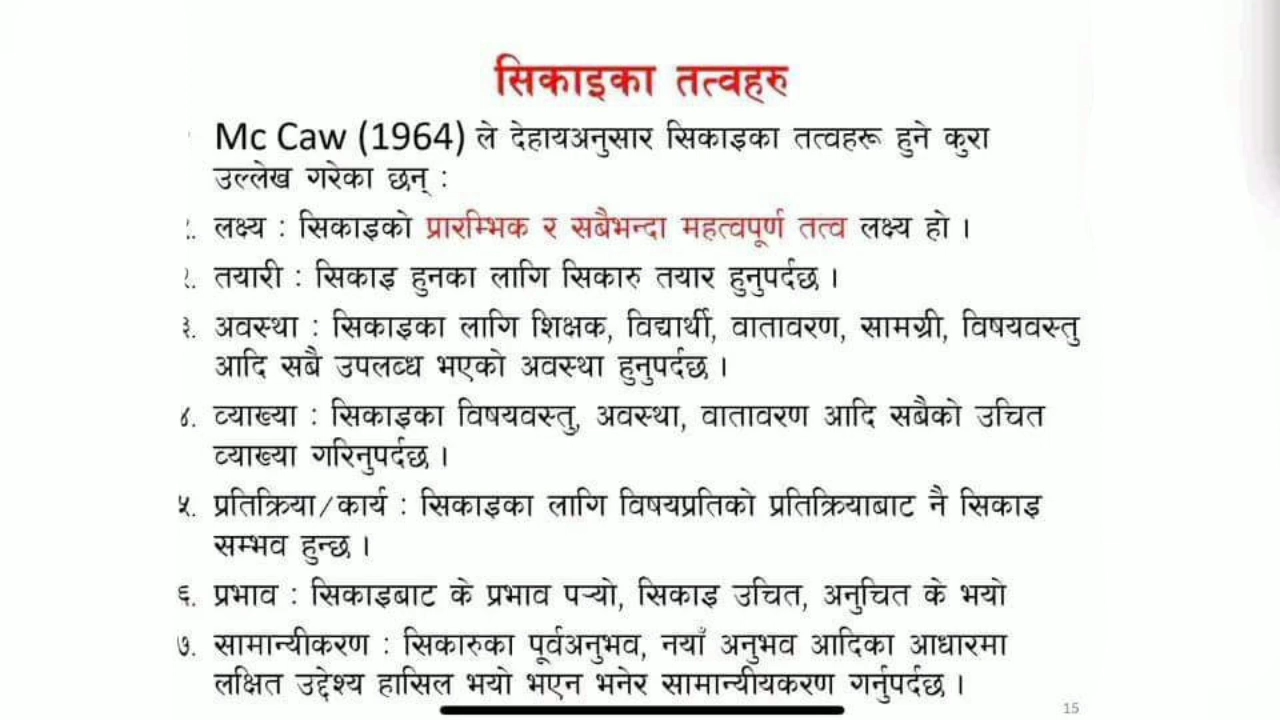 सिकाइका तत्वहरु
Mc Caw (1964) ले देहायअनुसार सिकाइका तत्वहरू हुने कुरा
उल्लेख गरेका छन् :
१. लक्ष्य : सिकाइको प्रारम्भिक र सबैभन्दा महत्वपूर्ण तत्व लक्ष्य हो ।
२. तयारी : सिकाइ हुनका लागि सिकारु तयार हुनुपर्दछ ।
३. अवस्था : सिकाइका लागि शिक्षक, विद्यार्थी, वातावरण, सामग्री, विषयवस्तु
आदि सबै उपलब्ध भएको अवस्था हुनुपर्दछ ।
४. व्याख्या : सिकाइका विषयवस्तु, अवस्था, वातावरण आदि सबैको उचित
व्याख्या गरिनुपर्दछ ।
५. प्रतिक्रिया/कार्य : सिकाइका लागि विषयप्रतिको प्रतिक्रियाबाट नै सिकाइ
सम्भव हुन्छ ।
६. प्रभाव : सिकाइबाट के प्रभाव पऱ्यो, सिकाइ उचित, अनुचित के भयो
७. सामान्यीकरण : सिकारुका पूर्वअनुभव, नयाँ अनुभव आदिका आधारमा
लक्षित उद्देश्य हासिल भयो भएन भनेर सामान्यीयकरण गर्नुपर्दछ ।
15